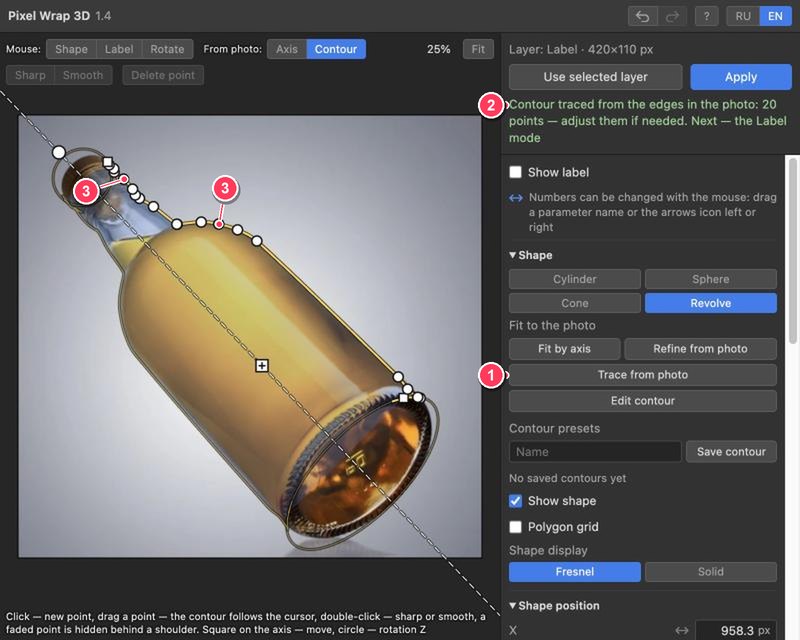 Pixel Wrap 3D 1.4
? RU EN
Mouse: Shape Label Rotate From photo: Axis Contour 25% Fit
Sharp Smooth Delete point
Layer: Label · 420×110 px
Use selected layer Apply
2
Contour traced from the edges in the photo: 20
points — adjust them if needed. Next — the Label
mode
3
3
Show label
Numbers can be changed with the mouse: drag
a parameter name or the arrows icon left or
right
Shape
Cylinder Sphere
Cone Revolve
Fit to the photo
Fit by axis Refine from photo
1
Trace from photo
Edit contour
Contour presets
Name Save contour
No saved contours yet
Show shape
Polygon grid
Shape display
Fresnel Solid
Shape position
X 958.3 px
Click — new point, drag a point — the contour follows the cursor, double-click — sharp or smooth, a
faded point is hidden behind a shoulder. Square on the axis — move, circle — rotation Z